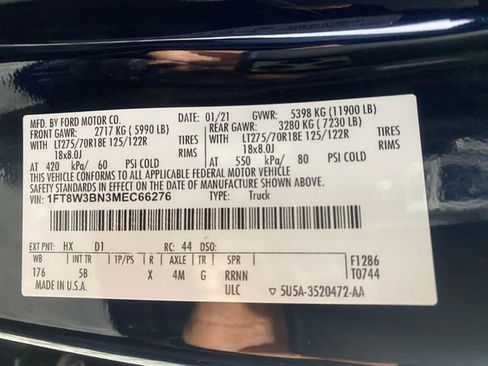 MFD. BY FORD MOTOR CO. 01/21 GVWR: 5398 KG (11900 LB)
FRONT GAWR: 2717 KG (5990 LB) REAR GAWR: 3280 KG (7230 LB)
WITH LT275/70R18E 125/122R TIRES WITH LT275/70R18E 125/122R TIRES
18x8.0J RIMS 18x8.0J RIMS
AT 420 kPa/ 60 PSI COLD AT 550 kPa/ 80 PSI COLD
THIS VEHICLE CONFORMS TO ALL APPLICABLE FEDERAL MOTOR VEHICLE
SAFETY STANDARDS IN EFFECT ON THE DATE OF MANUFACTURE SHOWN ABOVE.
VIN: 1FT8W3BN3MEC66276 TYPE: Truck
EXT PNT: HX D1 RC: 44 DSO:
WB INT TR TP/PS R AXLE TR SPR F1286
176 5B X 4M G RRNN T0744
MADE IN U.S.A. ULC ▽ 5U5A-3520472-AA